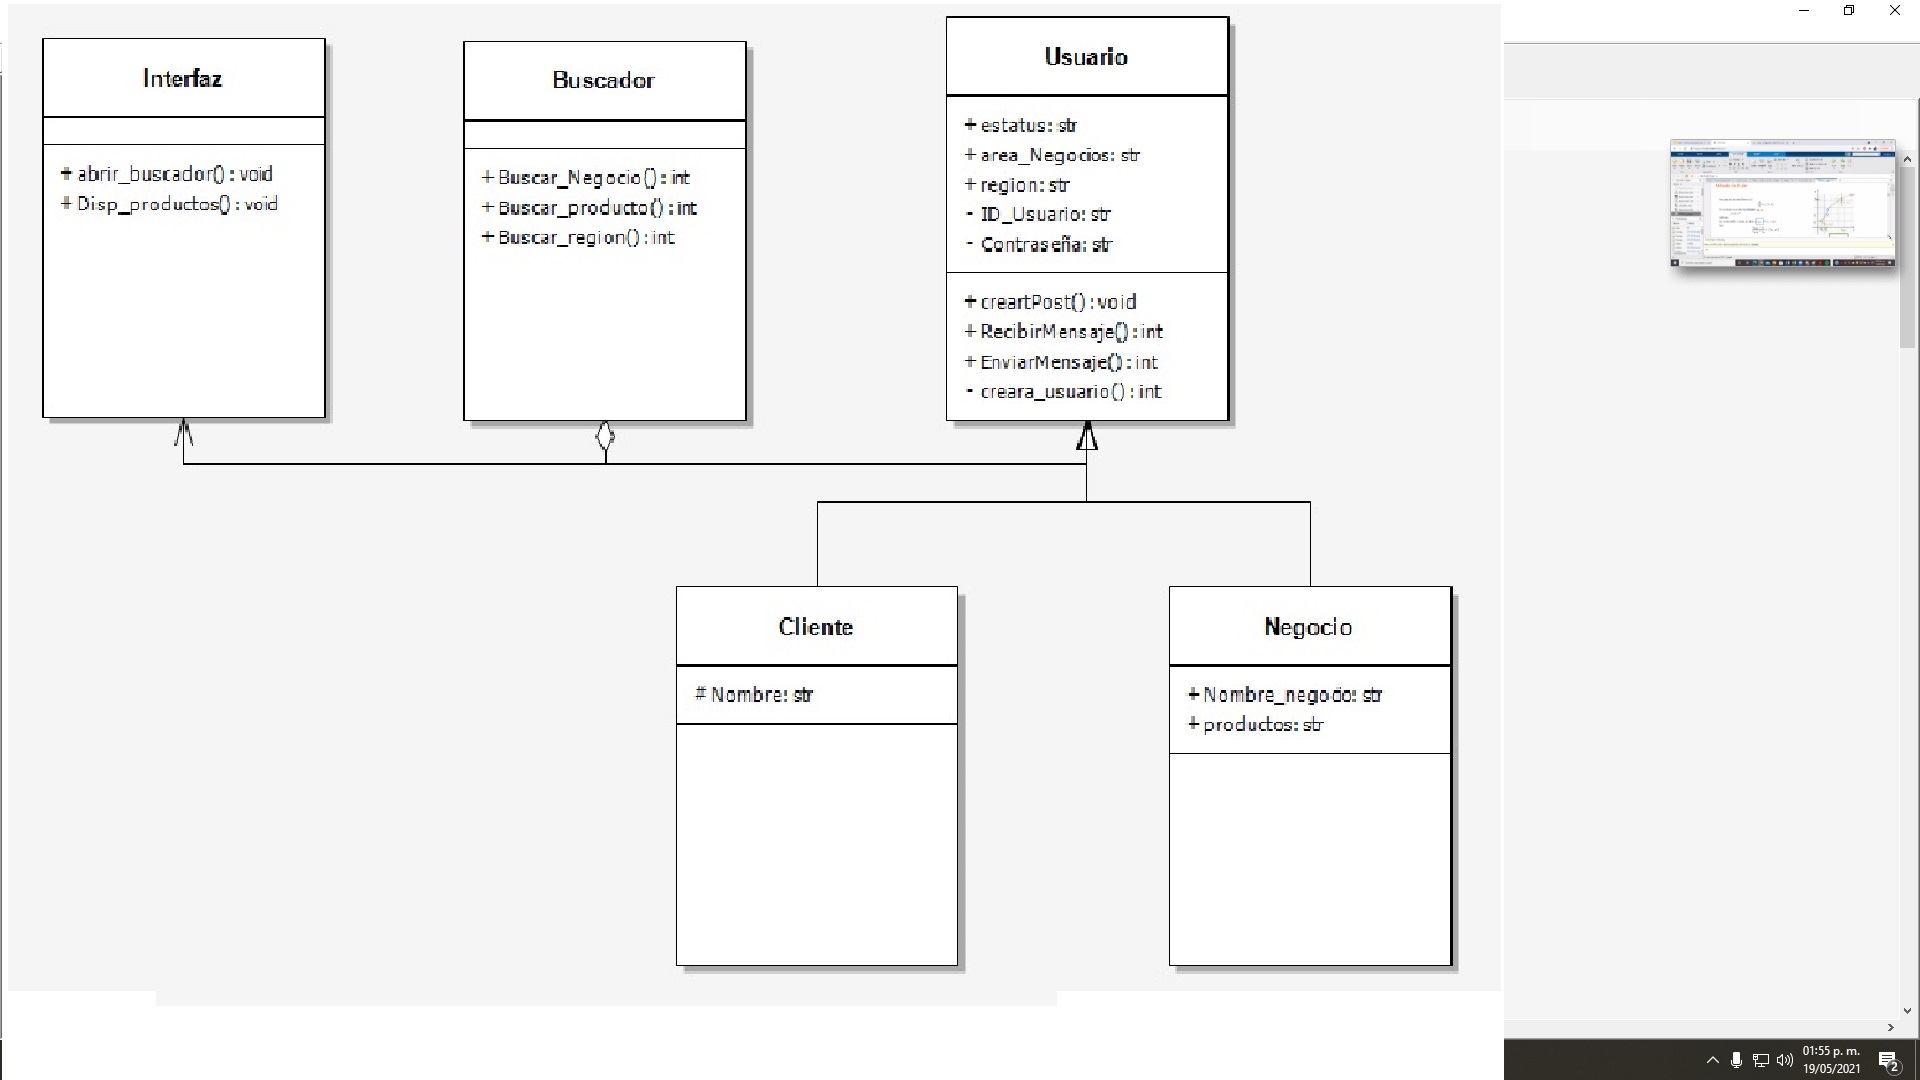 Interfaz
+ abrir_buscador() : void
+ Disp_productos() : void
Buscador
+ Buscar_Negocio() : int
+ Buscar_producto() : int
+ Buscar_region() : int
Usuario
+ estatus: str
+ area_Negocios: str
+ region: str
- ID_Usuario: str
- Contraseña: str
+ creartPost() : void
+ RecibirMensaje() : int
+ EnviarMensaje() : int
- creara_usuario() : int
Cliente
# Nombre: str
Negocio
+ Nombre_negocio: str
+ productos: str
01:55 p. m.
19/05/2021
2